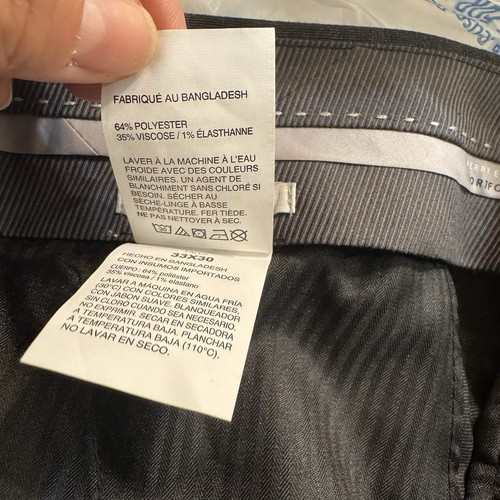 FABRIQUÉ AU BANGLADESH
64% POLYESTER
35% VISCOSE / 1% ÉLASTHANNE
LAVER À LA MACHINE À L'EAU
FROIDE AVEC DES COULEURS
SIMILAIRES. UN AGENT DE
BLANCHIMENT SANS CHLORÉ SI
BESOIN. SÉCHER AU
SÈCHE-LINGE À BASSE
TEMPÉRATURE. FER TIÈDE.
NE PAS NETTOYER À SEC.
30
33X30
HECHO EN BANGLADESH
CON INSUMOS IMPORTADOS
CUERPO: 64% poliéster
35% viscosa / 1% elastano
LAVAR A MÁQUINA EN AGUA FRÍA
(30°C) CON COLORES SIMILARES,
CON JABON SUAVE. BLANQUEADOR
SIN CLORO CUANDO SEA NECESARIO.
NO EXPRIMIR. SECAR EN SECADORA
A TEMPERATURA BAJA. PLANCHAR
A TEMPERATURA BAJA (110°C).
NO LAVAR EN SECO.